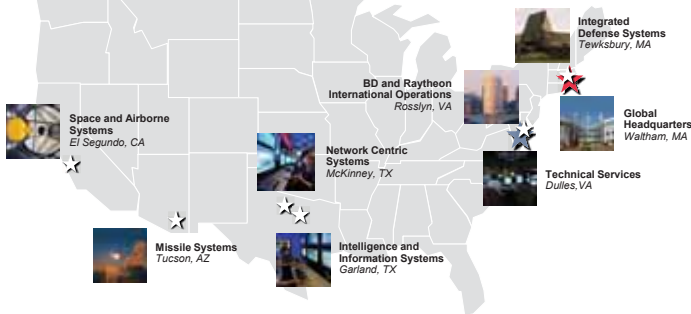 Integrated
Defense Systems
Tewksbury, MA
BD and Raytheon
International Operations
Rosslyn, VA
Global
Headquarters
Waltham, MA
Space and Airborne
Systems
El Segundo, CA
Network Centric
Systems
McKinney, TX
Technical Services
Dulles,VA
Missile Systems
Tucson, AZ
Intelligence and
Information Systems
Garland, TX